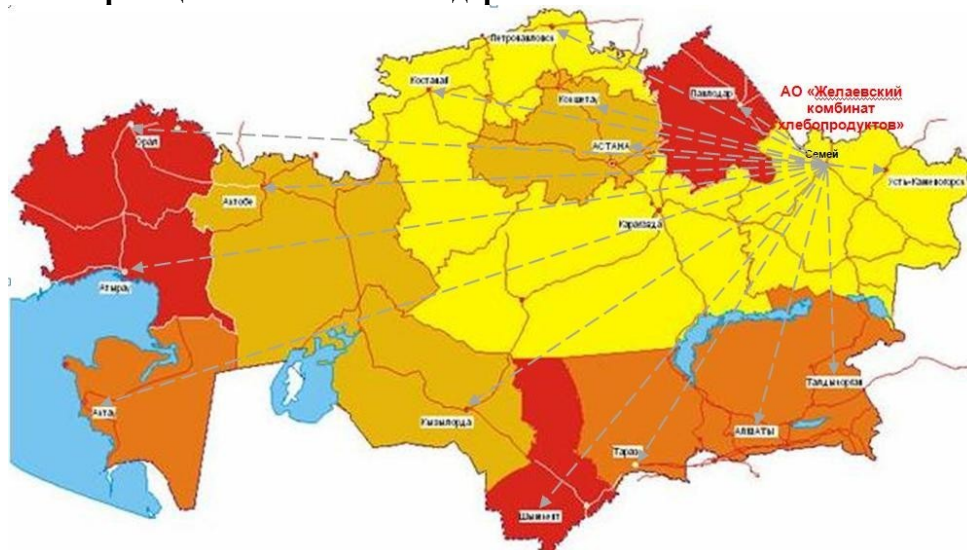 Петропавловск
Костанай
Кокшетау
Павлодар
АО «Желаевский
комбинат
хлебопродуктов»
Орал
АСТАНА
Семей
Усть-Каменогорск
Актобе
Караганда
Атырау
Актау
Кызылорда
Талдыкорган
АЛМАТЫ
Тараз
Шымкент